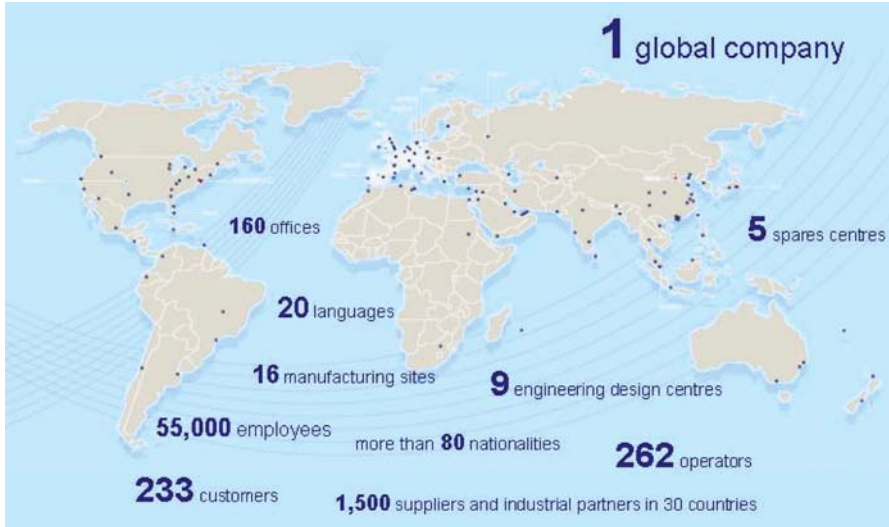 1 global company
160 offices
5 spares centres
20 languages
16 manufacturing sites
9 engineering design centres
55,000 employees
more than 80 nationalities
262 operators
233 customers
1,500 suppliers and industrial partners in 30 countries